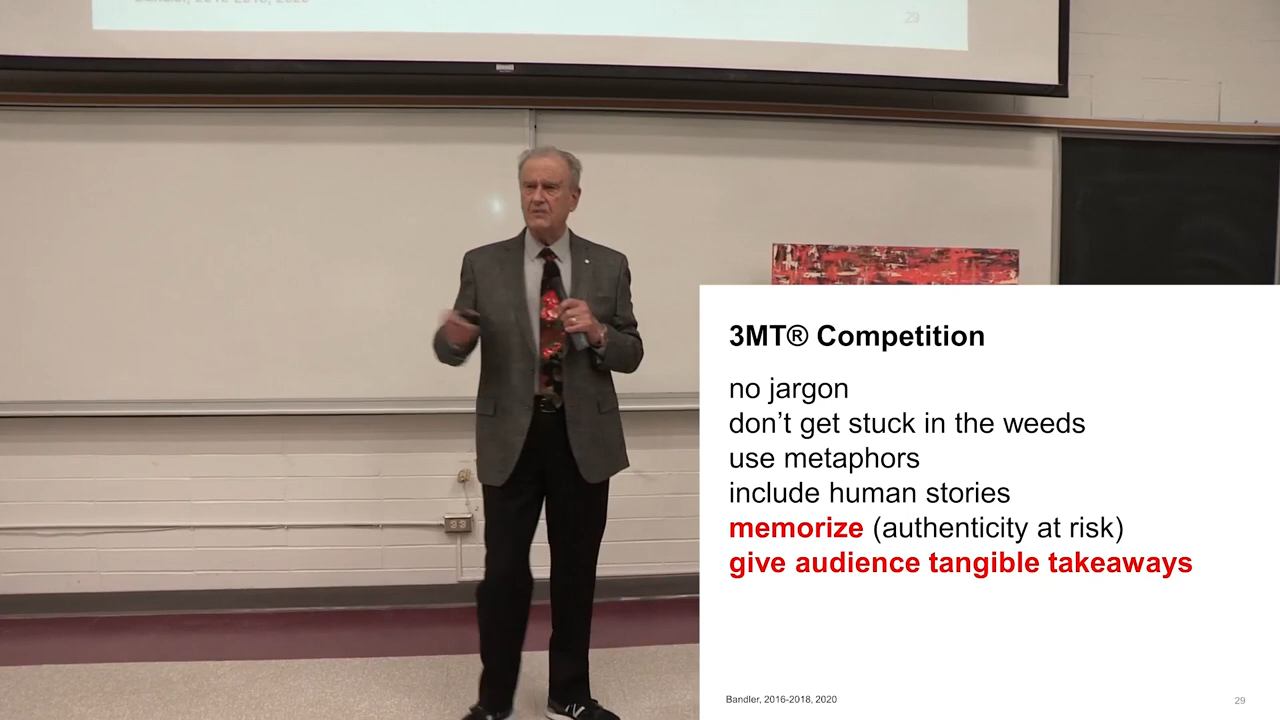 29
3MT® Competition
no jargon
don’t get stuck in the weeds
use metaphors
include human stories
memorize (authenticity at risk)
give audience tangible takeaways
Bandler, 2016-2018, 2020
29